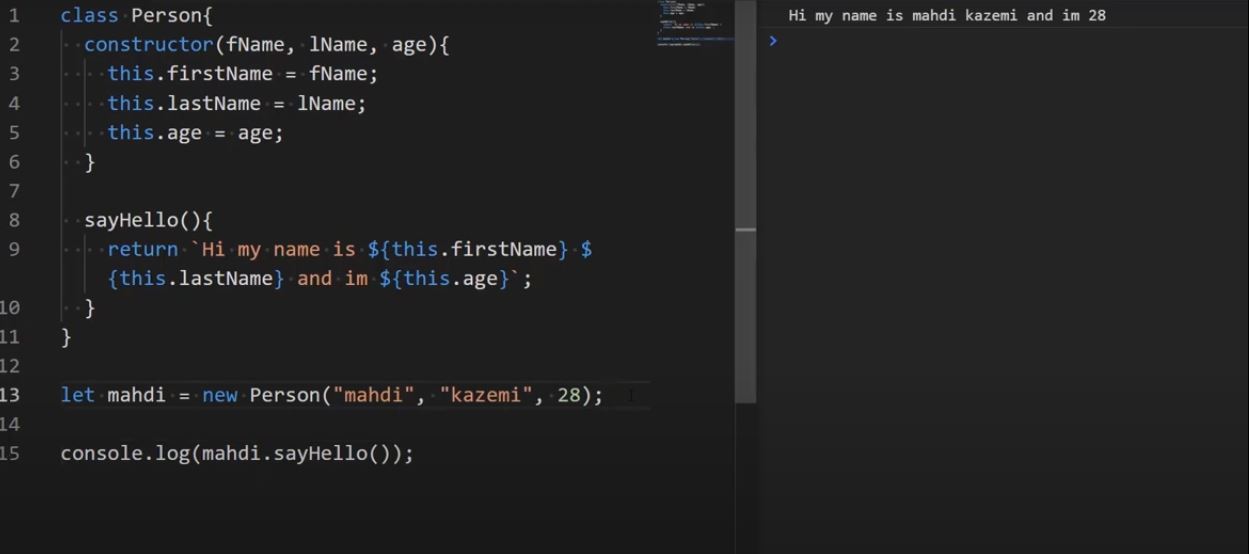 1 class Person{
2 constructor(fName, lName, age){
3 this.firstName = fName;
4 this.lastName = lName;
5 this.age = age;
6 }
7
8 sayHello(){
9 return `Hi my name is ${this.firstName} $
{this.lastName} and im ${this.age}`;
10 }
11 }
12
13 let mahdi = new Person("mahdi", "kazemi", 28);
14
15 console.log(mahdi.sayHello());
Hi my name is mahdi kazemi and im 28
>